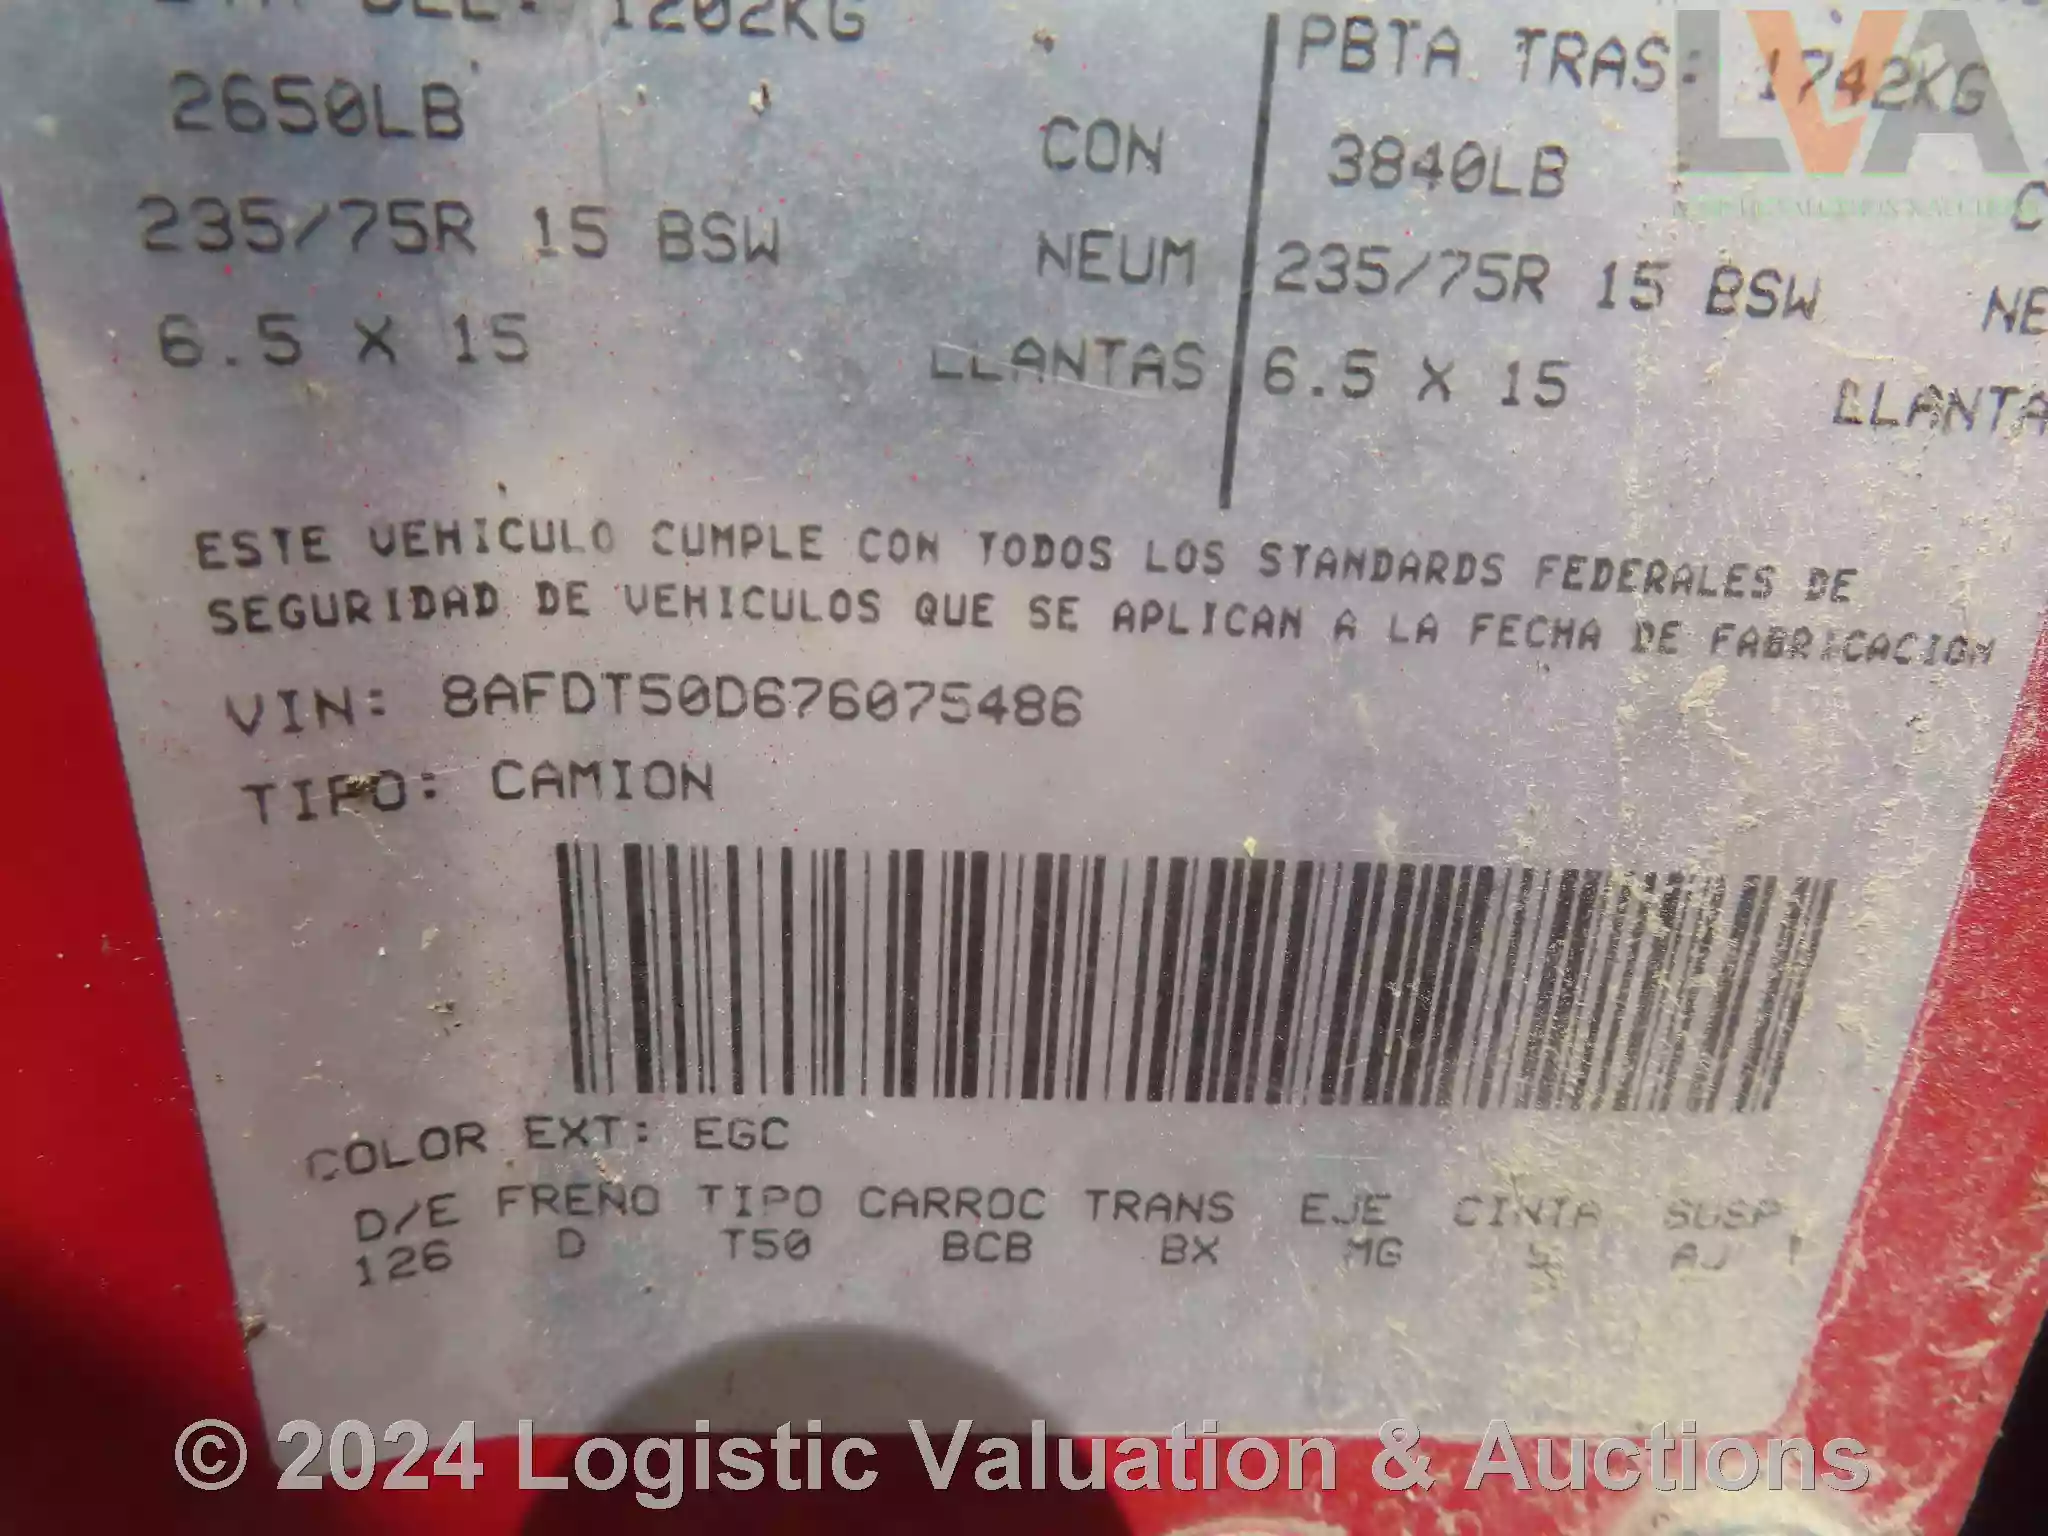 1202KG
PBTA TRAS: 1742KG
2650LB CON 3840LB
235/75R 15 BSW NEUM 235/75R 15 BSW
6.5 X 15 LLANTAS 6.5 X 15
ESTE VEHICULO CUMPLE CON TODOS LOS STANDARDS FEDERALES DE
SEGURIDAD DE VEHICULOS QUE SE APLICAN A LA FECHA DE FABRICACION
VIN: 8AFDT50D676075486
TIPO: CAMION
COLOR EXT: EGC
D/E FRENO TIPO CARROC TRANS EJE CINTA SUSP
126 D T50 BCB BX MG AJ
LVA
© 2024 Logistic Valuation & Auctions